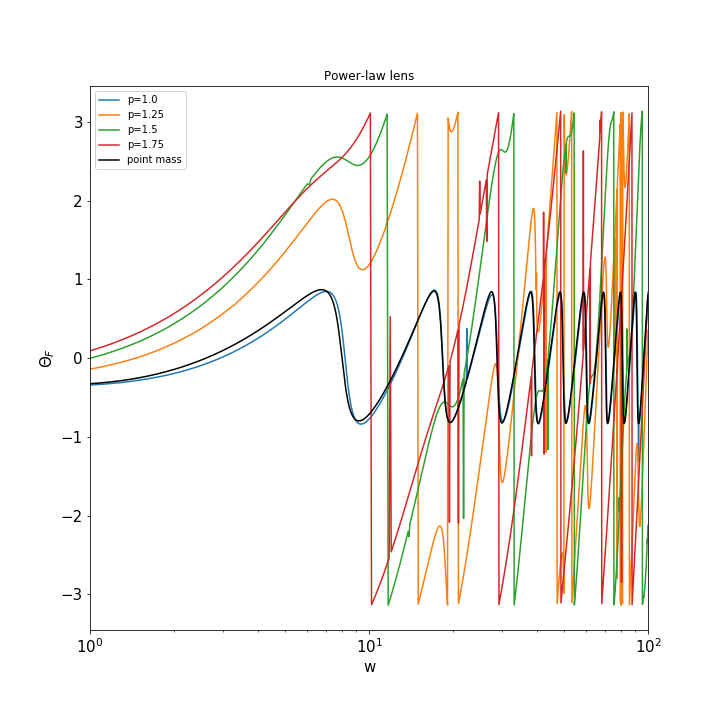 Power-law lens
p=1.0
p=1.25
p=1.5
p=1.75
point mass
3
2
1
0
−1
−2
−3
Θ_F
10^0
10^1
10^2
w